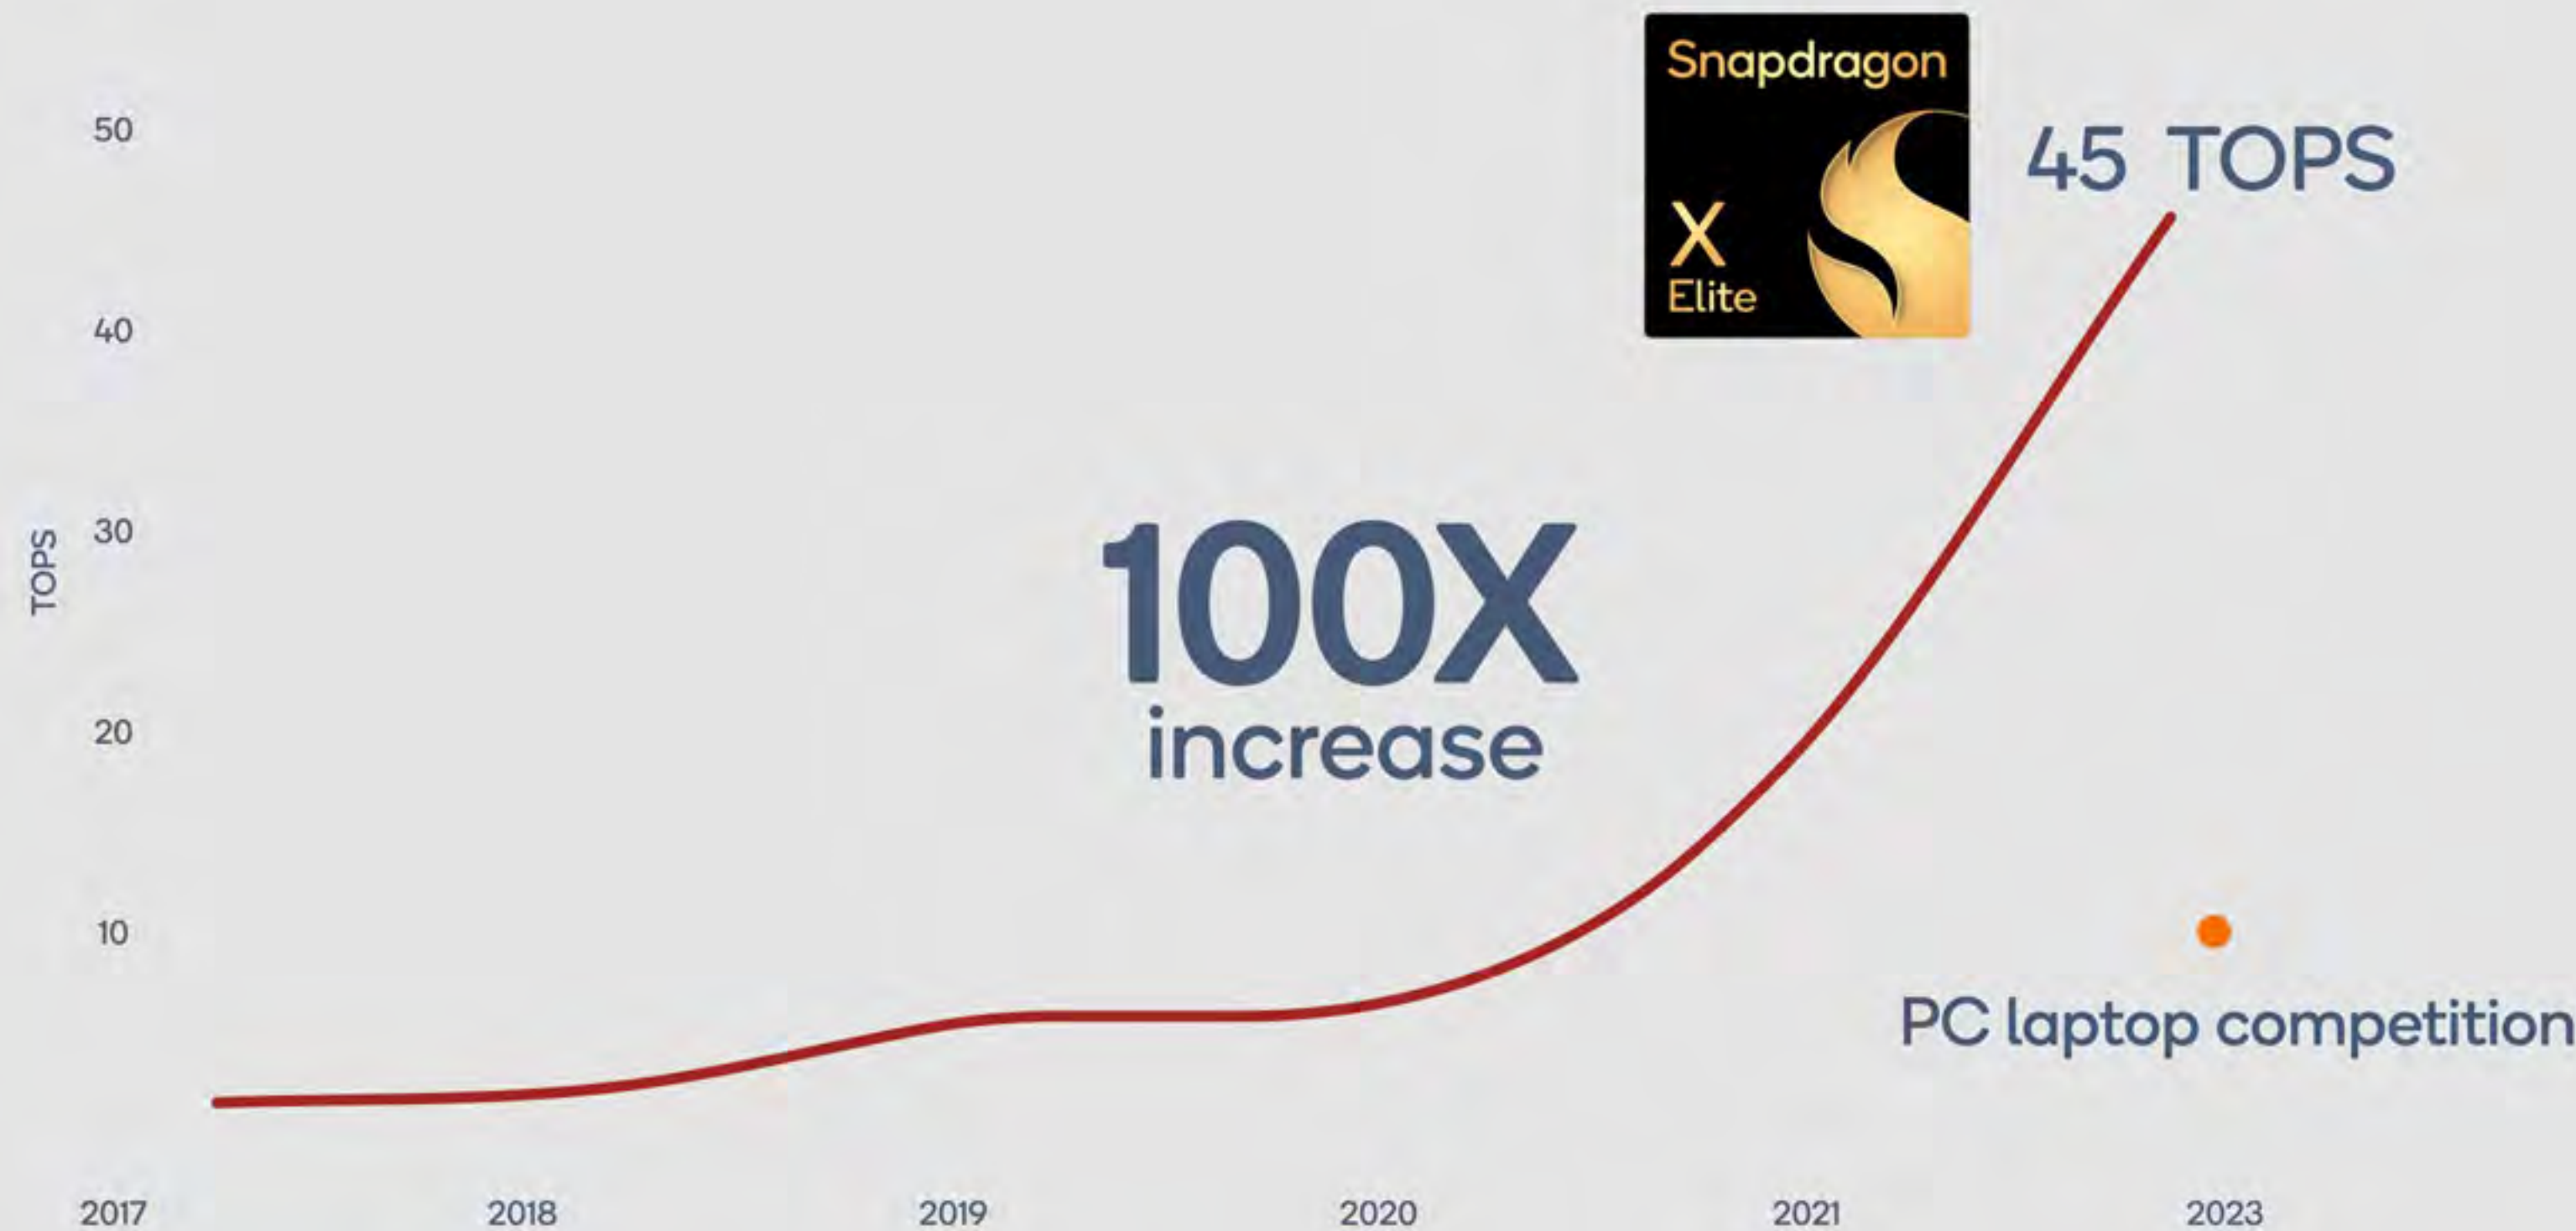 Snapdragon
X
Elite
45 TOPS
50
40
30
20
10
TOPS
100X
increase
PC laptop competition
2017
2018
2019
2020
2021
2023